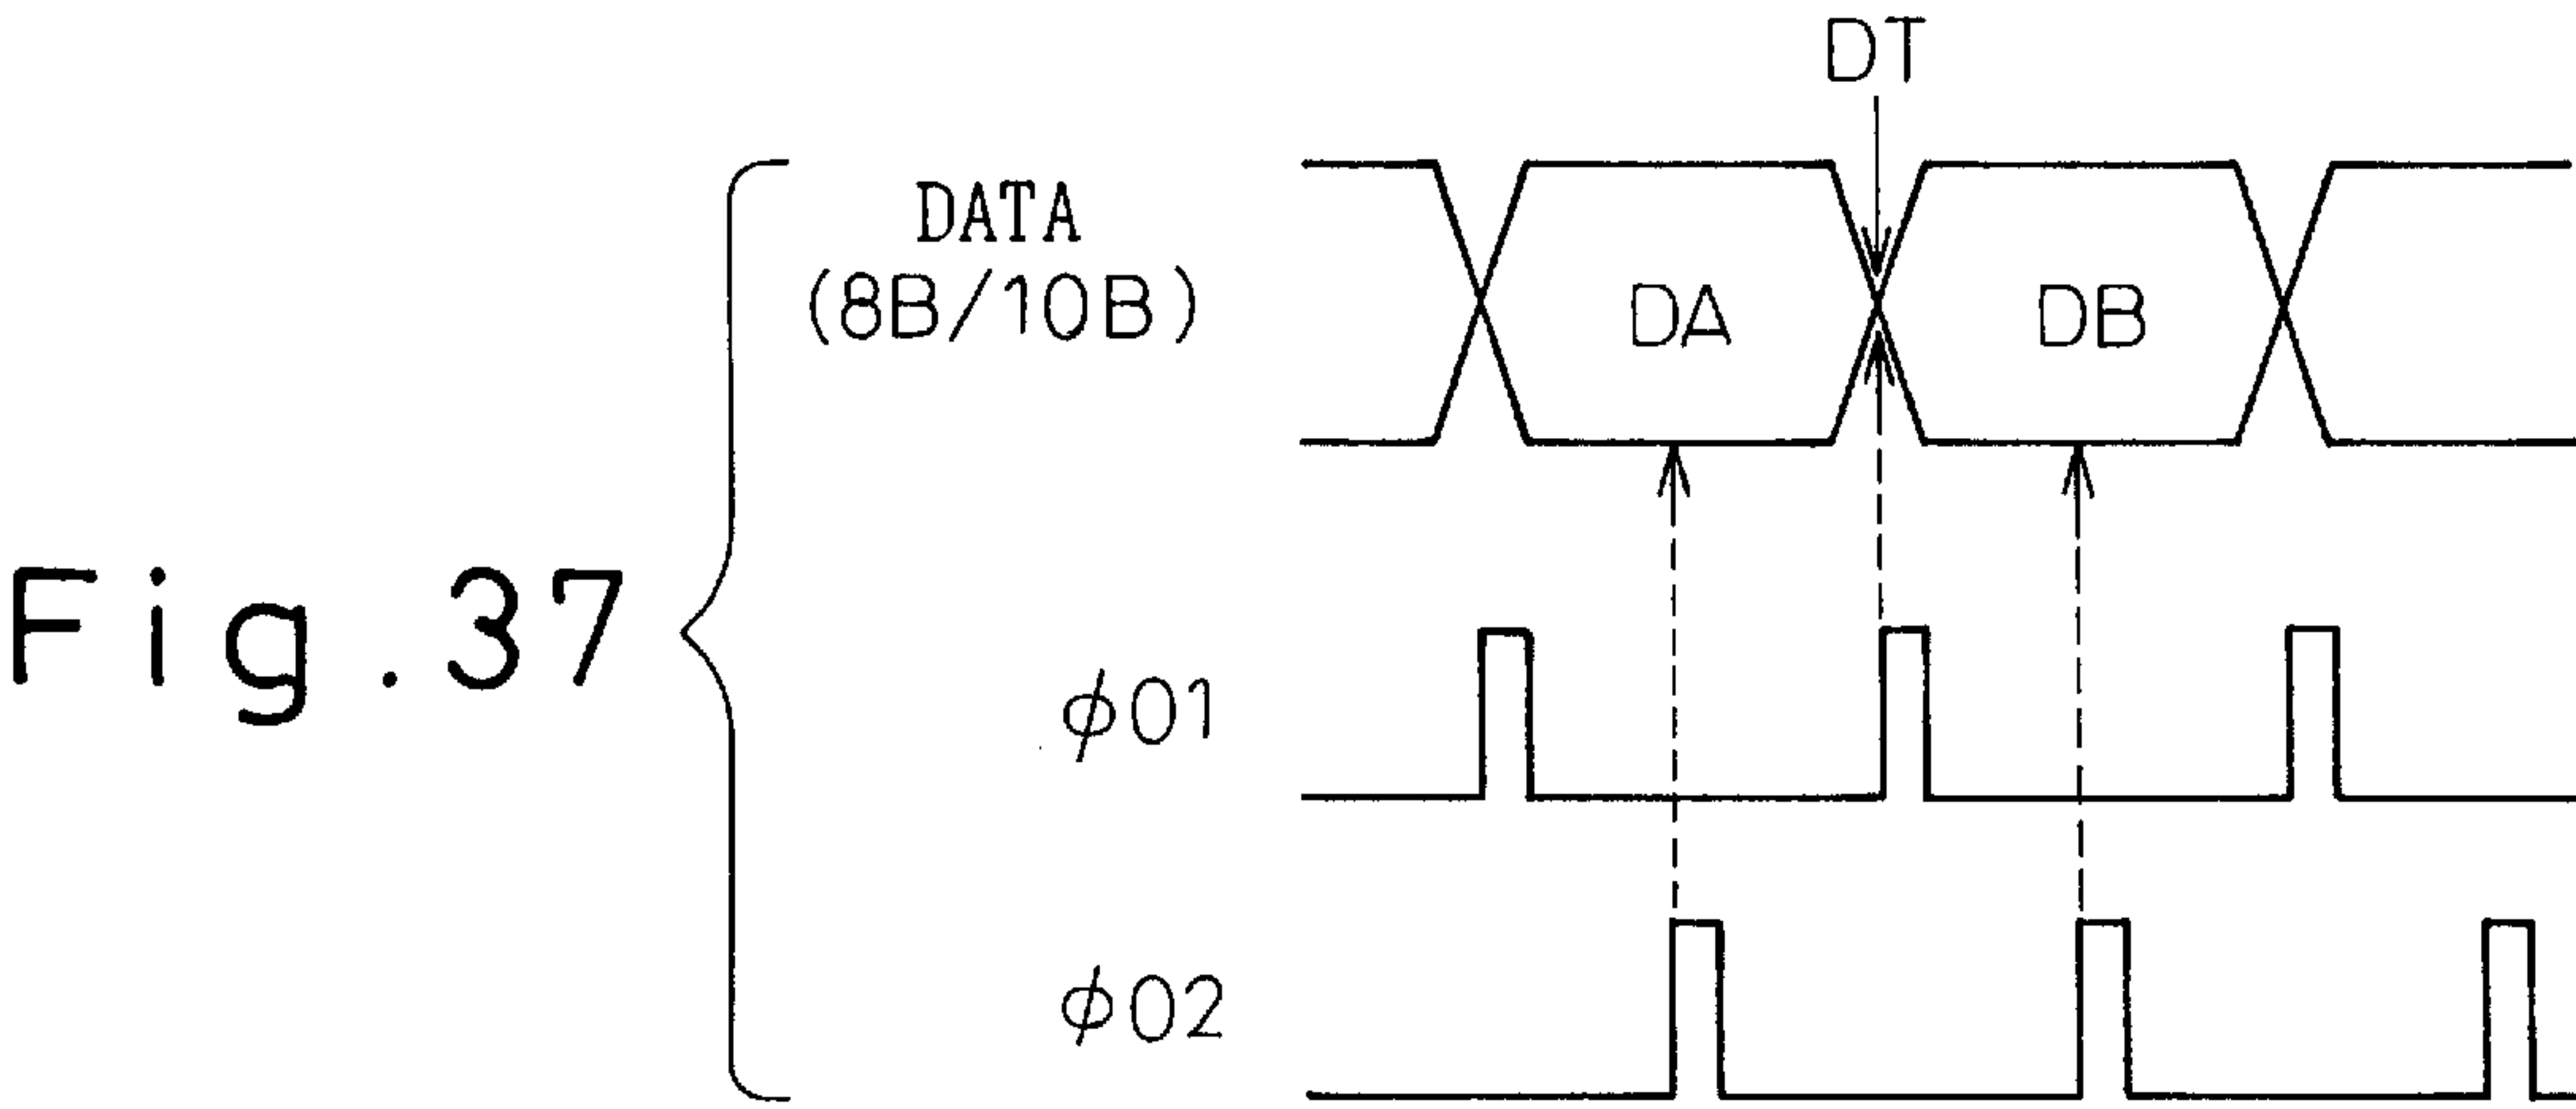 DT
DATA
(8B/10B)
DA
DB
Fig.37
φ01
φ02